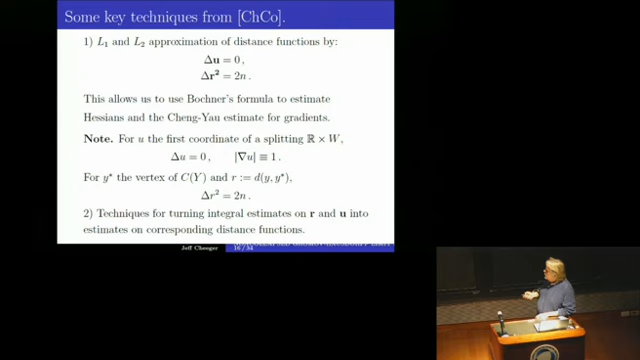 Some key techniques from [ChCo].
1) L₁ and L₂ approximation of distance functions by:
Δ𝐮 = 0 ,
Δ𝐫² = 2n .
This allows us to use Bochner's formula to estimate
Hessians and the Cheng-Yau estimate for gradients.
Note. For u the first coordinate of a splitting ℝ × W,
Δu = 0 , |∇u| ≡ 1 .
For y* the vertex of C(Y) and r := d(y, y*),
Δr² = 2n .
2) Techniques for turning integral estimates on 𝐫 and 𝐮 into
estimates on corresponding distance functions.
Jeff Cheeger
16 / 34